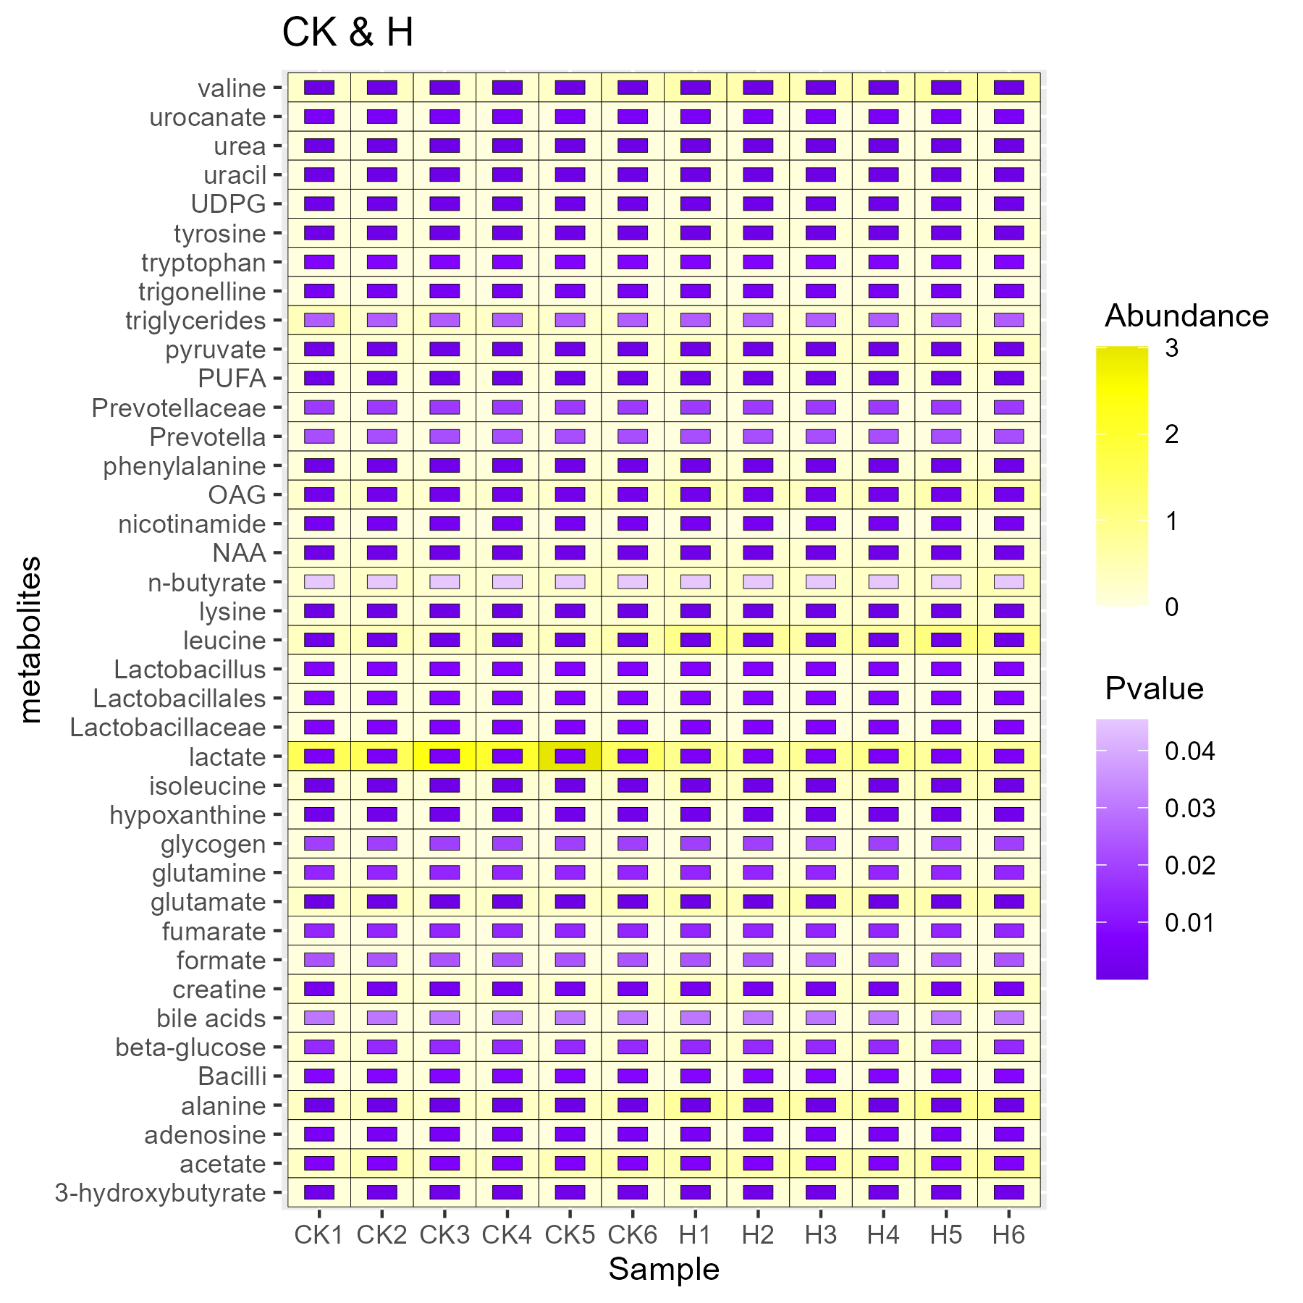 CK & H
valine
urocanate
urea
uracil
UDPG
tyrosine
tryptophan
trigonelline
triglycerides
pyruvate
PUFA
Prevotellaceae
Prevotella
phenylalanine
OAG
nicotinamide
NAA
n-butyrate
lysine
leucine
Lactobacillus
Lactobacillales
Lactobacillaceae
lactate
isoleucine
hypoxanthine
glycogen
glutamine
glutamate
fumarate
formate
creatine
bile acids
beta-glucose
Bacilli
alanine
adenosine
acetate
3-hydroxybutyrate
metabolites
CK1 CK2 CK3 CK4 CK5 CK6 H1 H2 H3 H4 H5 H6
Sample
Abundance
3
2
1
0
Pvalue
0.04
0.03
0.02
0.01